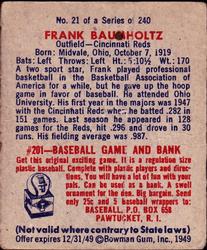 No. 21 of a Series of 240
FRANK BAUMHOLTZ
Outfield—Cincinnati Reds
Born: Midvale, Ohio, October 7, 1919
Bats: Left Throws: Left Ht.: 5:10½ Wt.: 170
A two sport star, Frank played professional
basketball in the Basketball Association of
America for a while, but he gave up the hoop
game in favor of baseball. He attended Ohio
University. His first year in the majors was 1947
with the Cincinnati Reds where he batted .282 in
151 games. Last season he appeared in
128 games for the Reds, hit .296 and drove in 30
runs. His fielding average was .987.
#201—BASEBALL GAME AND BANK
Get this original exciting game. It is a regulation size
plastic baseball. Complete with plastic players and direc-
tions. You will have a lot of fun with your
pals. Can be used as a bank. A swell
ornament for the den. Big bargain. Send
only 25c and 5 baseball wrappers to:
BASEBALL, P.O. BOX 658
PAWTUCKET, R. I.
(Not valid where contrary to State laws)
Offer expires 12/31/49 © Bowman Gum, Inc., 1949